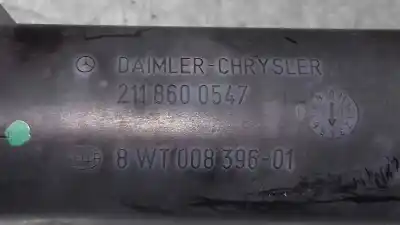 DAIMLER-CHRYSLER
211 860 0547
8 WT 008 396-01